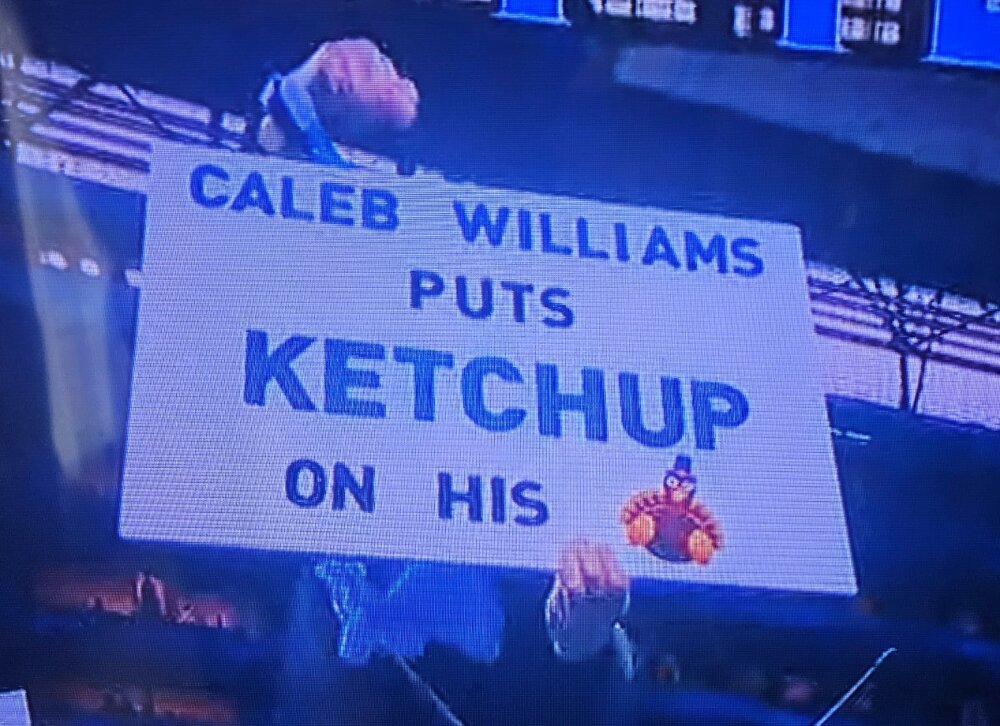 CALEB WILLIAMS
PUTS
KETCHUP
ON HIS